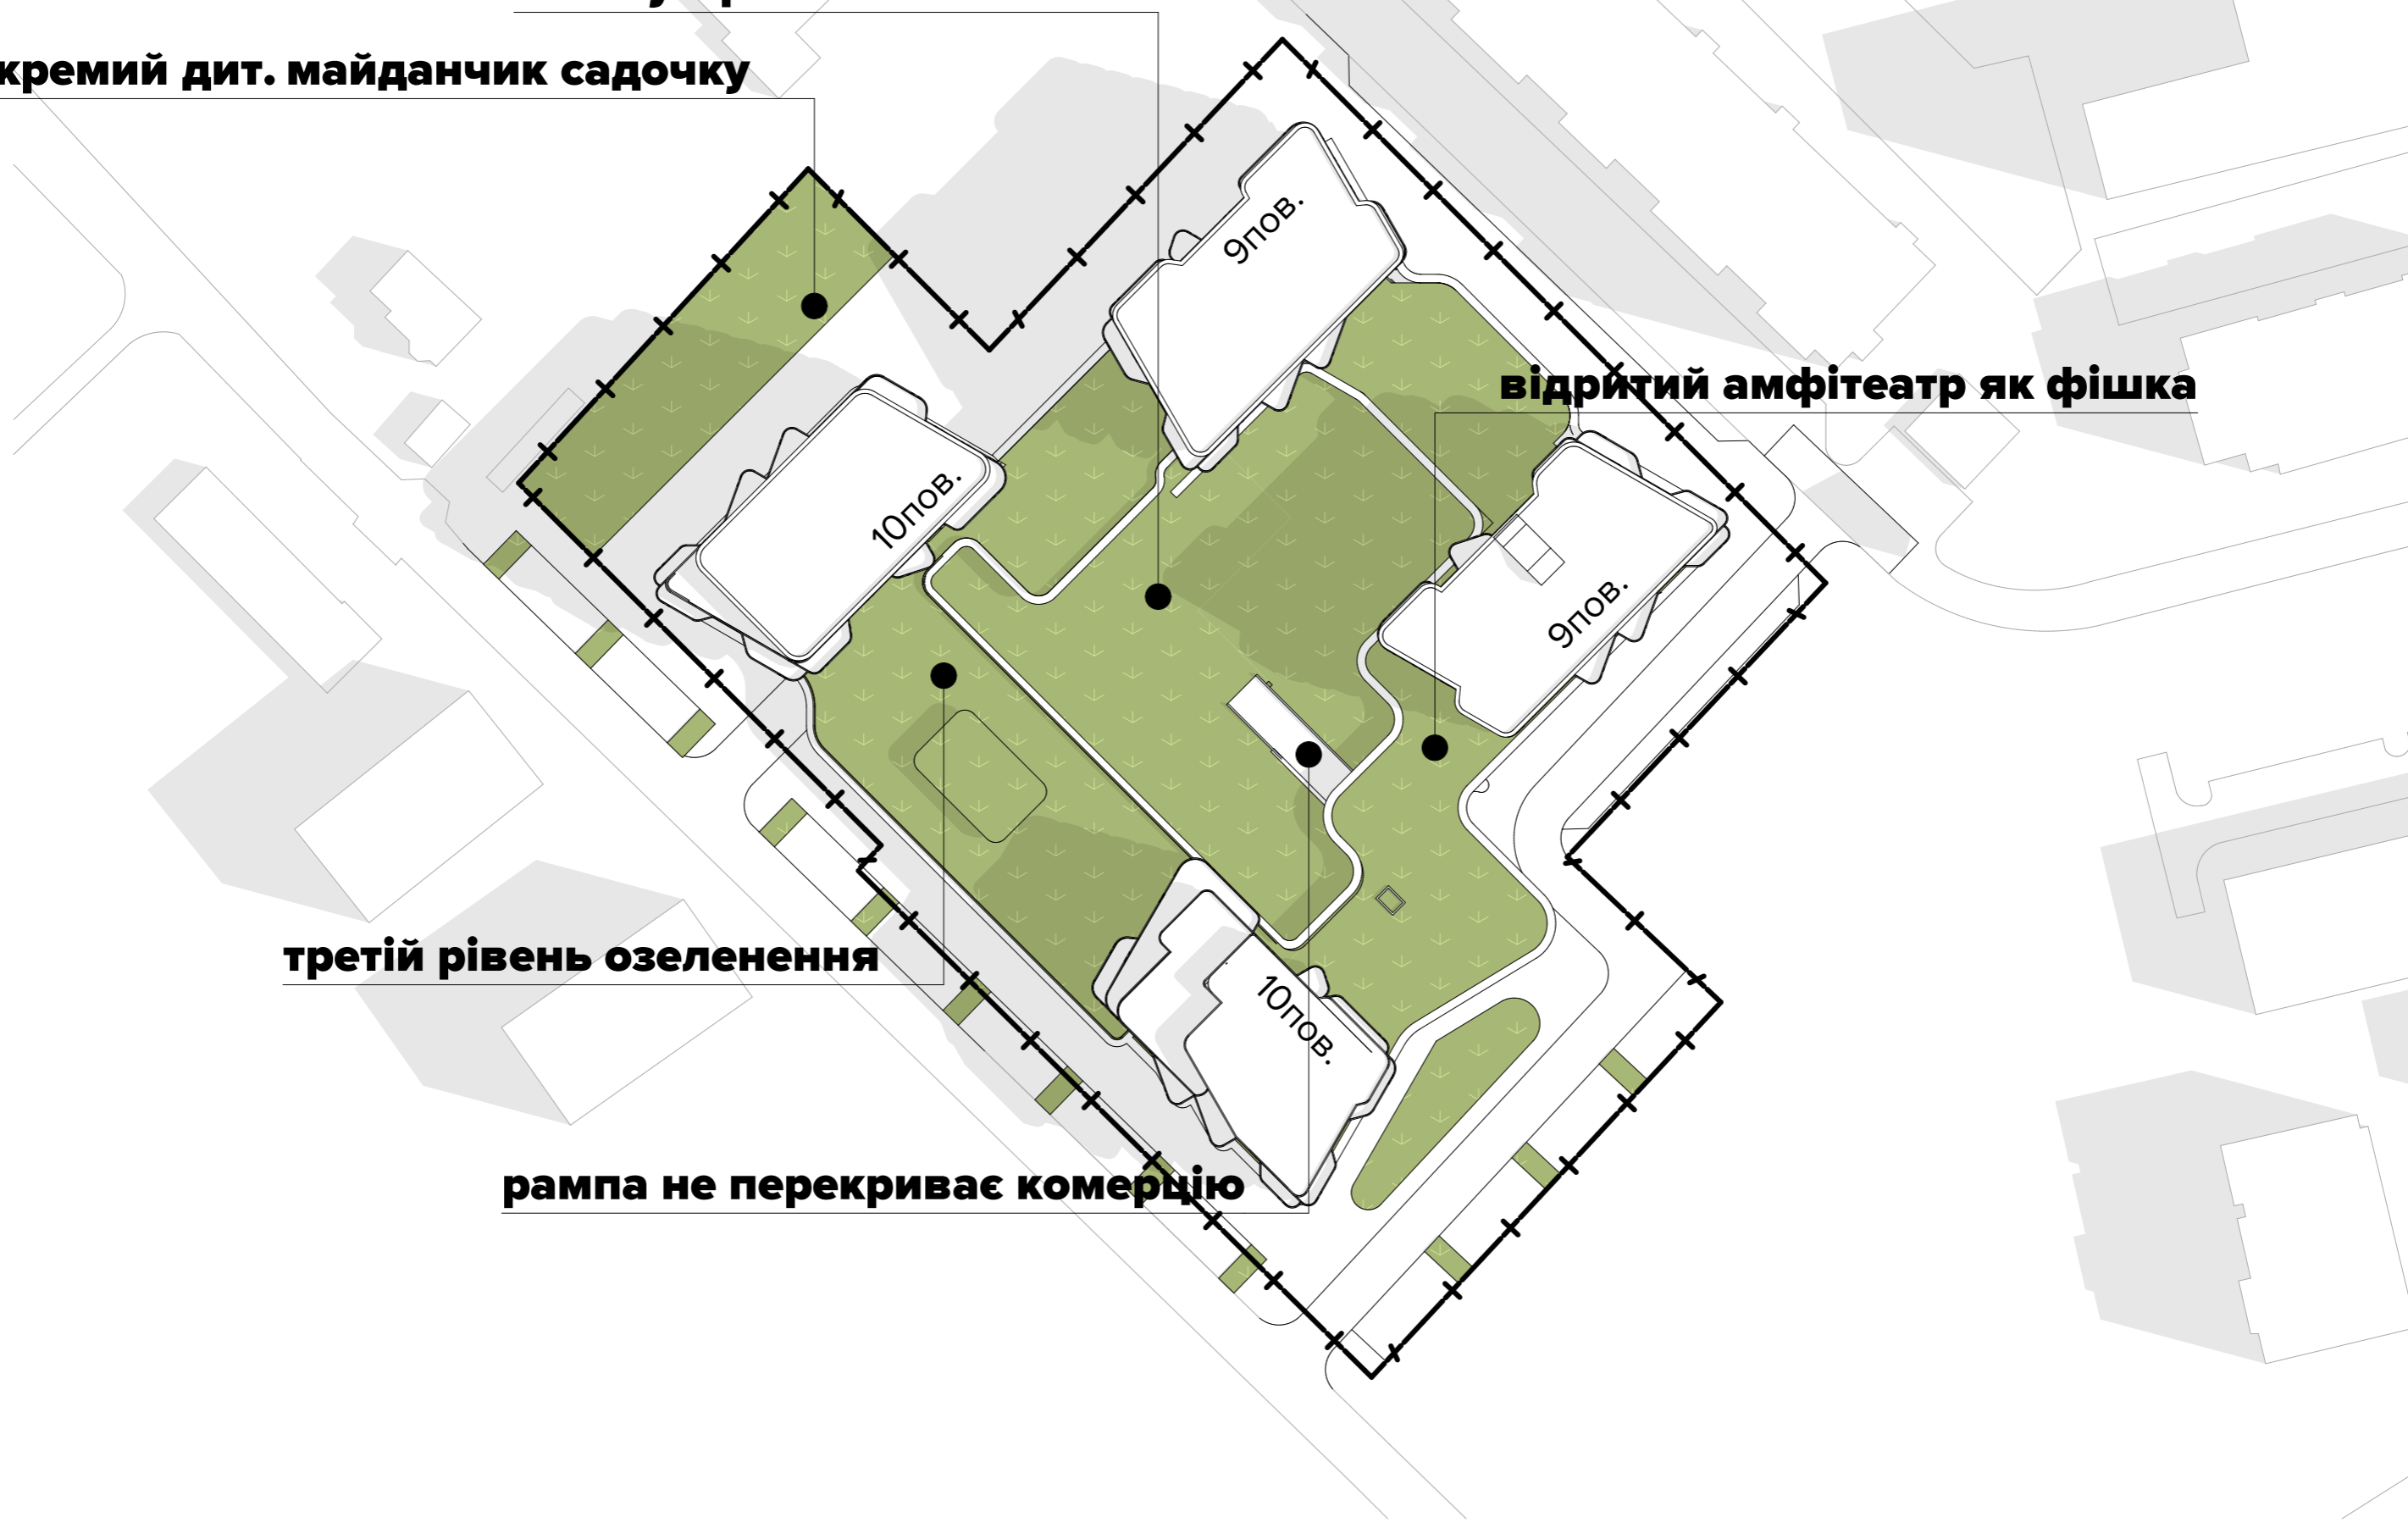 кремий дит. майданчик садочку
9пов.
відритий амфітеатр як фішка
10пов.
9пов.
третій рівень озеленення
10пов.
рампа не перекриває комерцію